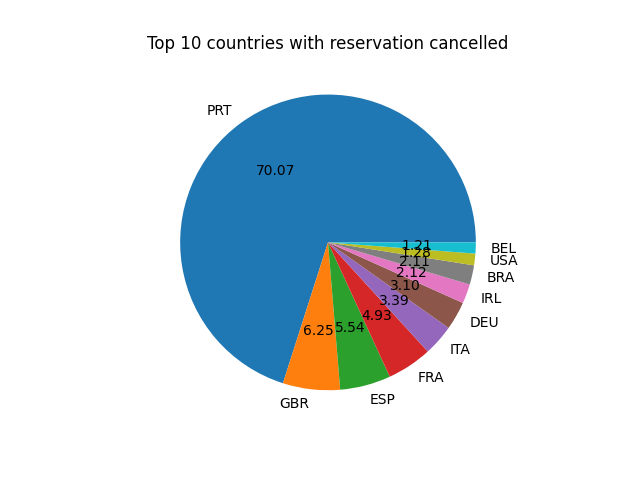 Top 10 countries with reservation cancelled
PRT
70.07
1.21
BEL
1.28
USA
2.11
BRA
2.12
IRL
3.10
DEU
3.39
ITA
4.93
FRA
5.54
ESP
6.25
GBR